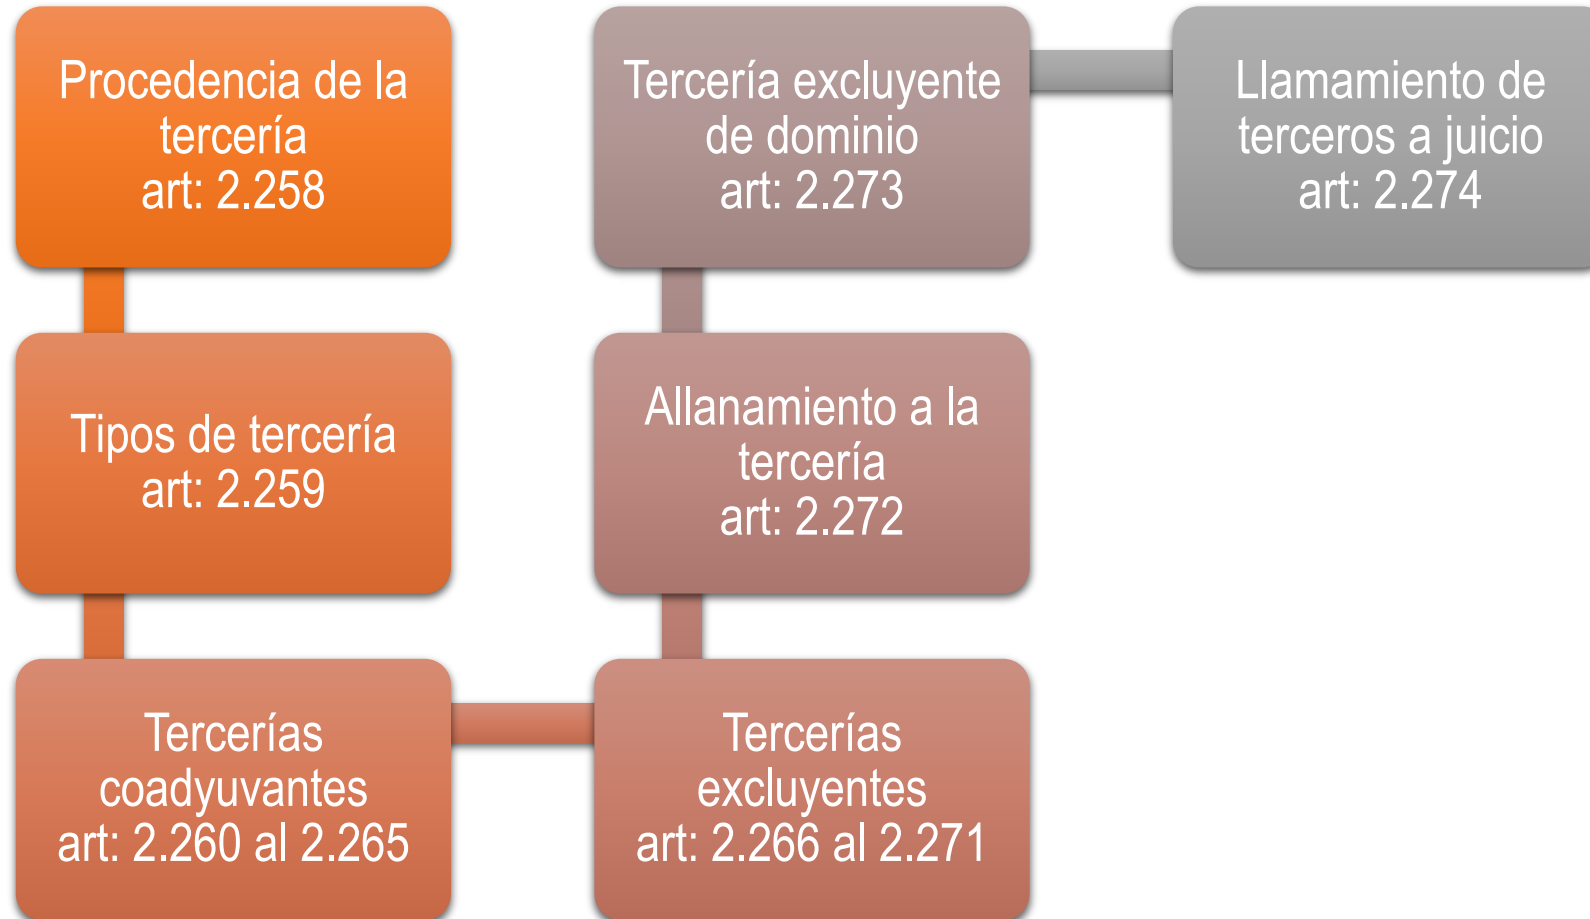 Procedencia de la
tercería
art: 2.258
Tipos de tercería
art: 2.259
Tercerías
coadyuvantes
art: 2.260 al 2.265
Tercerías
excluyentes
art: 2.266 al 2.271
Allanamiento a la
tercería
art: 2.272
Tercería excluyente
de dominio
art: 2.273
Llamamiento de
terceros a juicio
art: 2.274